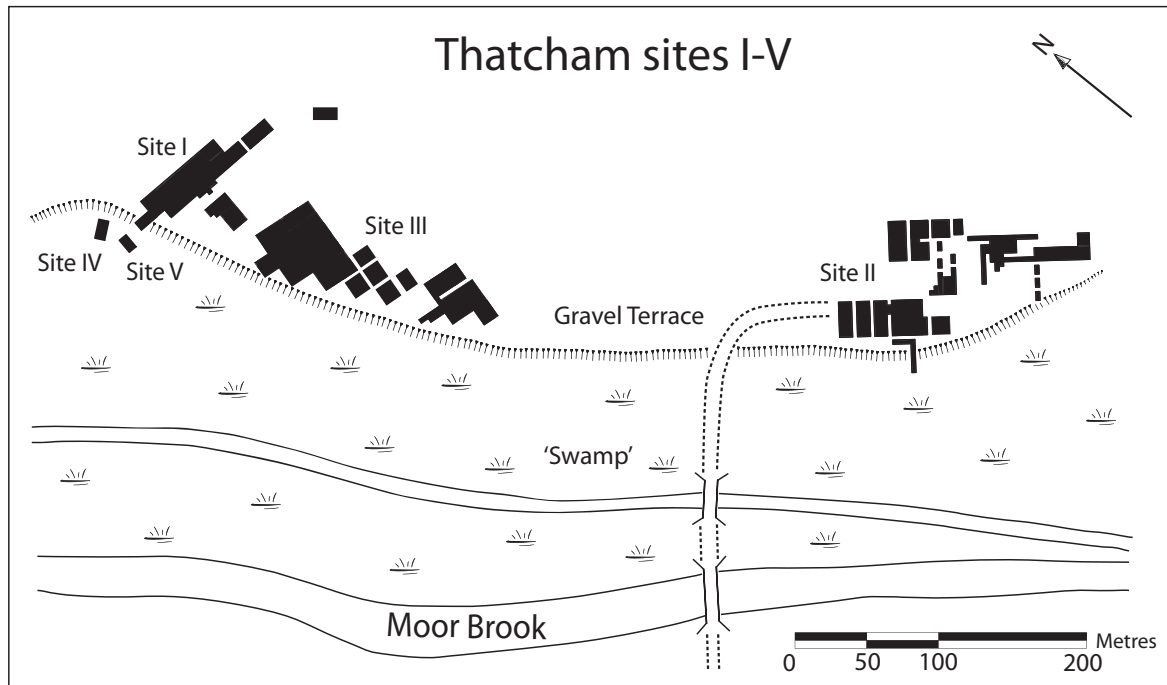 Thatcham sites I-V
N
Site I
Site III
Site IV
Site V
Site II
Gravel Terrace
'Swamp'
Moor Brook
Metres
0 50 100 200